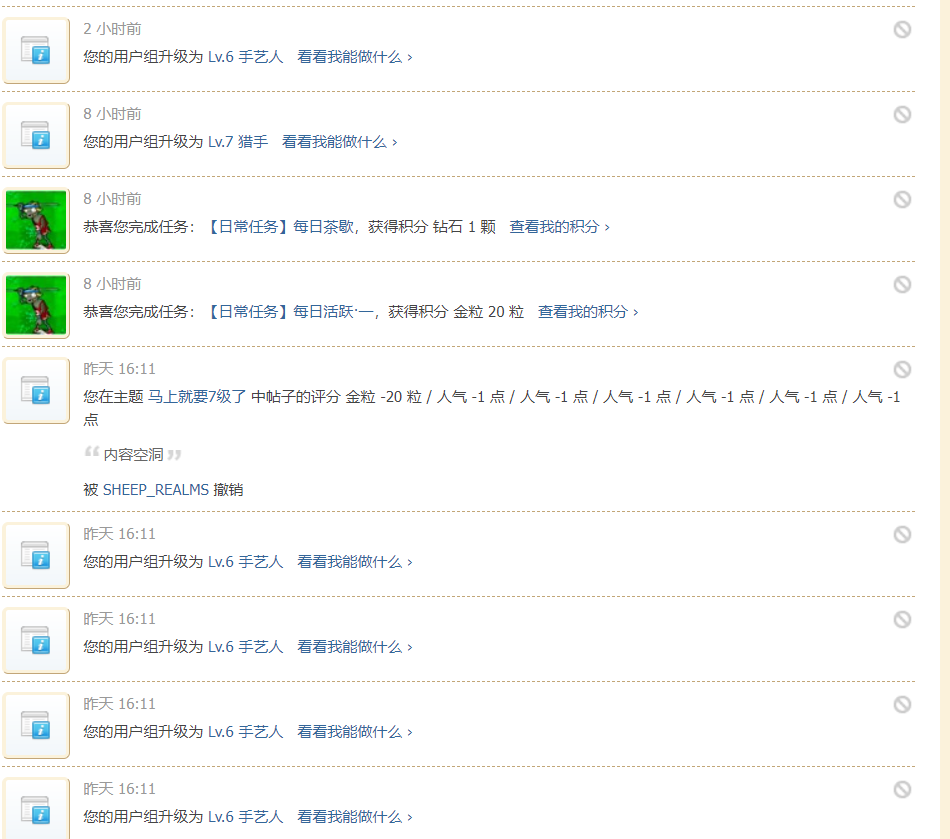 2 小时前
您的用户组升级为 Lv.6 手艺人 看看我能做什么 ›
8 小时前
您的用户组升级为 Lv.7 猎手 看看我能做什么 ›
8 小时前
恭喜您完成任务：【日常任务】每日茶歇，获得积分 钻石 1 颗 查看我的积分 ›
8 小时前
恭喜您完成任务：【日常任务】每日活跃·一，获得积分 金粒 20 粒 查看我的积分 ›
昨天 16:11
您在主题 马上就要7级了 中帖子的评分 金粒 -20 粒 / 人气 -1 点 / 人气 -1 点 / 人气 -1 点 / 人气 -1 点 / 人气 -1 点 / 人气 -1
点
“ 内容空洞 ”
被 SHEEP_REALMS 撤销
昨天 16:11
您的用户组升级为 Lv.6 手艺人 看看我能做什么 ›
昨天 16:11
您的用户组升级为 Lv.6 手艺人 看看我能做什么 ›
昨天 16:11
您的用户组升级为 Lv.6 手艺人 看看我能做什么 ›
昨天 16:11
您的用户组升级为 Lv.6 手艺人 看看我能做什么 ›